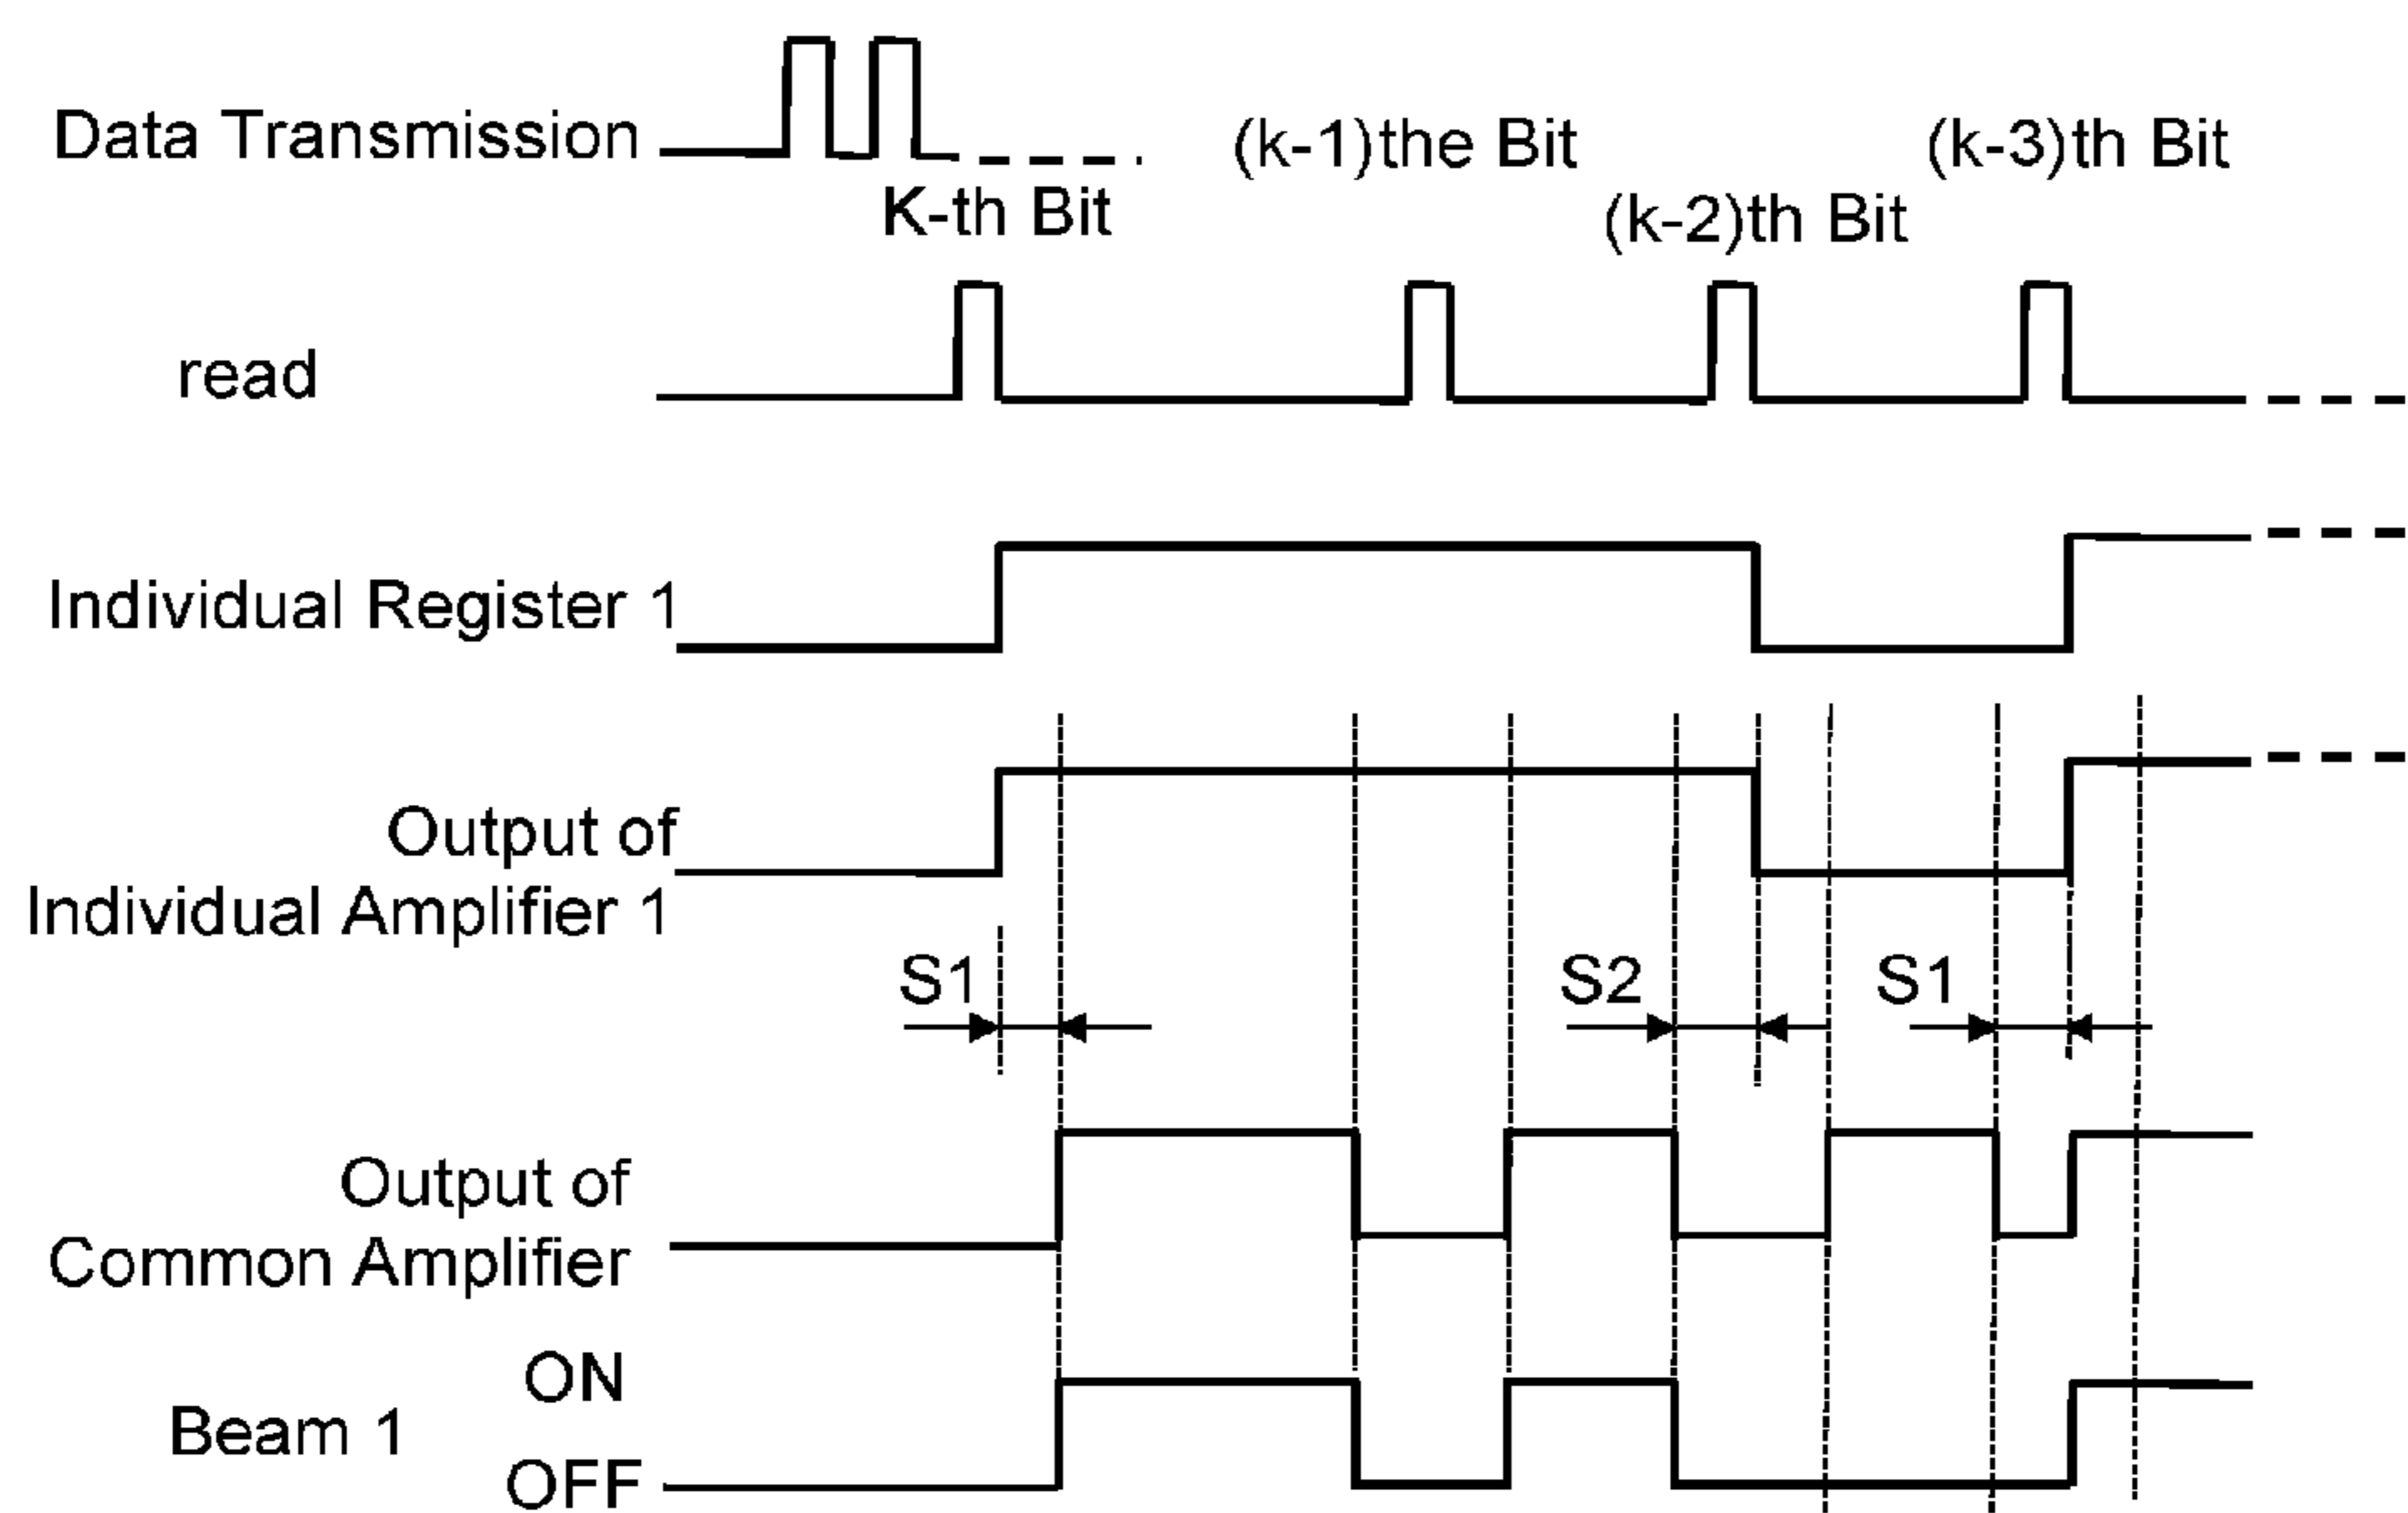 Data Transmission
K-th Bit
(k-1)the Bit
(k-2)th Bit
(k-3)th Bit
read
Individual Register 1
Output of
Individual Amplifier 1
S1
S2
S1
Output of
Common Amplifier
ON
Beam 1
OFF